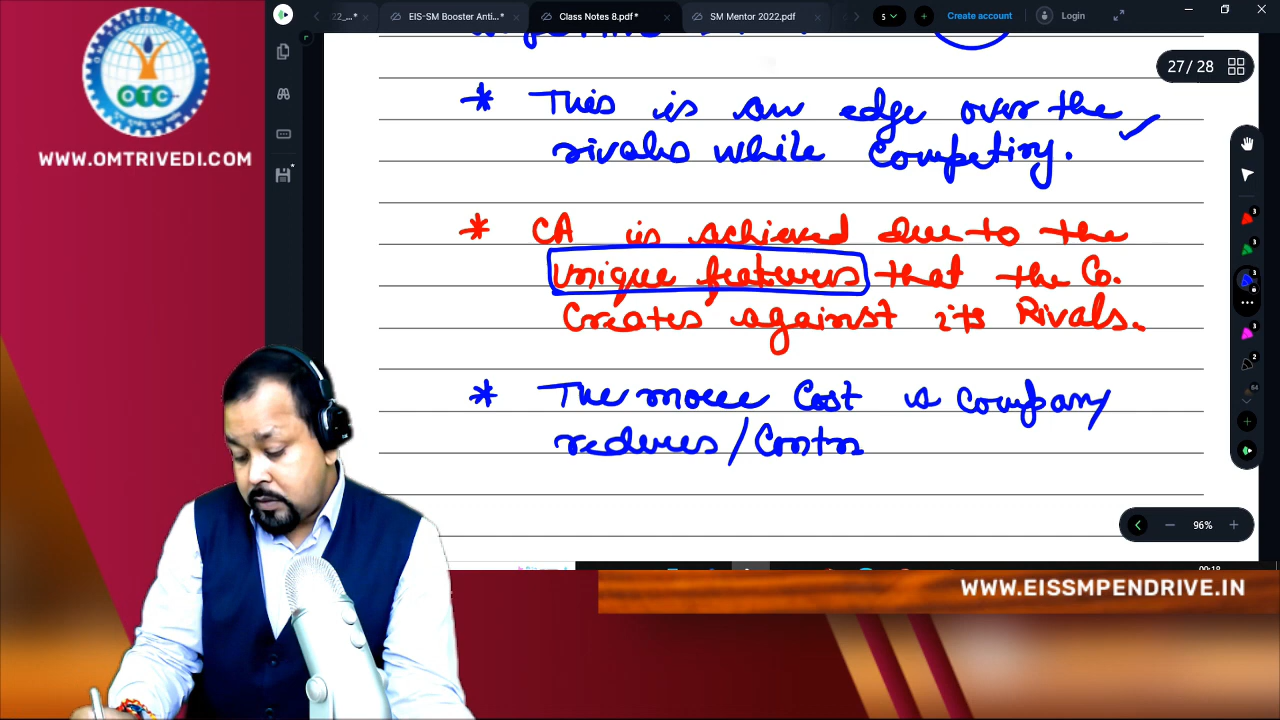 22_...*
EIS-SM Booster Anti...*
Class Notes 8.pdf*
SM Mentor 2022.pdf
5
Create account
Login
27 / 28
OTC
WWW.OMTRIVEDI.COM
* This is an edge over the
rivals while competing.
* CA is achieved due to the
unique features that the Co.
Creates against its Rivals.
* The more Cost a company
reduces/Contro
96%
WWW.EISSMPENDRIVE.IN